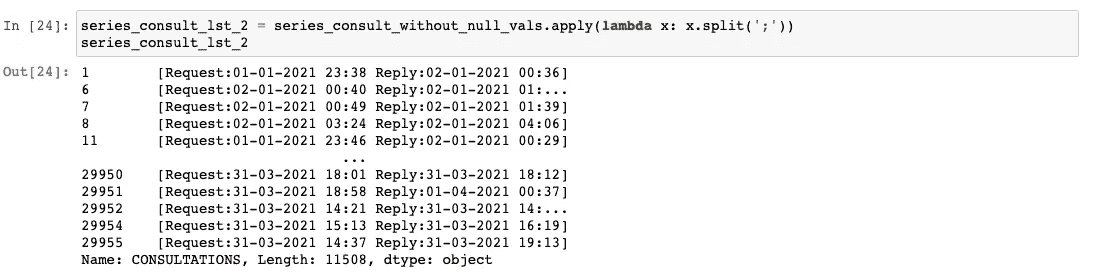 In [24]: series_consult_lst_2 = series_consult_without_null_vals.apply(lambda x: x.split(';'))
series_consult_lst_2
Out[24]: 1 [Request:01-01-2021 23:38 Reply:02-01-2021 00:36]
6 [Request:02-01-2021 00:40 Reply:02-01-2021 01:...
7 [Request:02-01-2021 00:49 Reply:02-01-2021 01:39]
8 [Request:02-01-2021 03:24 Reply:02-01-2021 04:06]
11 [Request:01-01-2021 23:46 Reply:02-01-2021 00:29]
...
29950 [Request:31-03-2021 18:01 Reply:31-03-2021 18:12]
29951 [Request:31-03-2021 18:58 Reply:01-04-2021 00:37]
29952 [Request:31-03-2021 14:21 Reply:31-03-2021 14:...
29954 [Request:31-03-2021 15:13 Reply:31-03-2021 16:19]
29955 [Request:31-03-2021 14:37 Reply:31-03-2021 19:13]
Name: CONSULTATIONS, Length: 11508, dtype: object